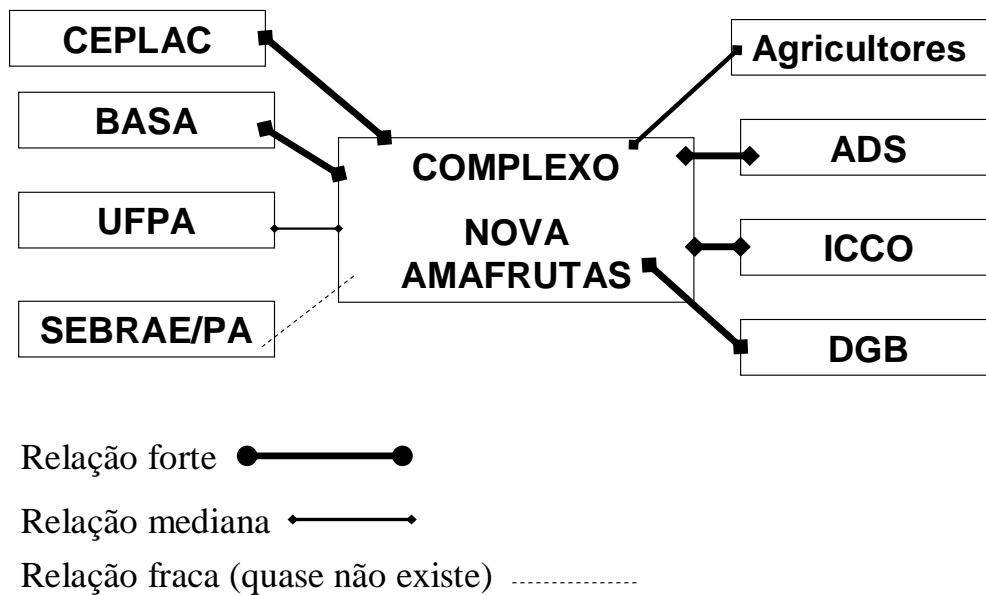 CEPLAC
BASA
UFPA
SEBRAE/PA
COMPLEXO
NOVA
AMAFRUTAS
Agricultores
ADS
ICCO
DGB
Relação forte
Relação mediana
Relação fraca (quase não existe)